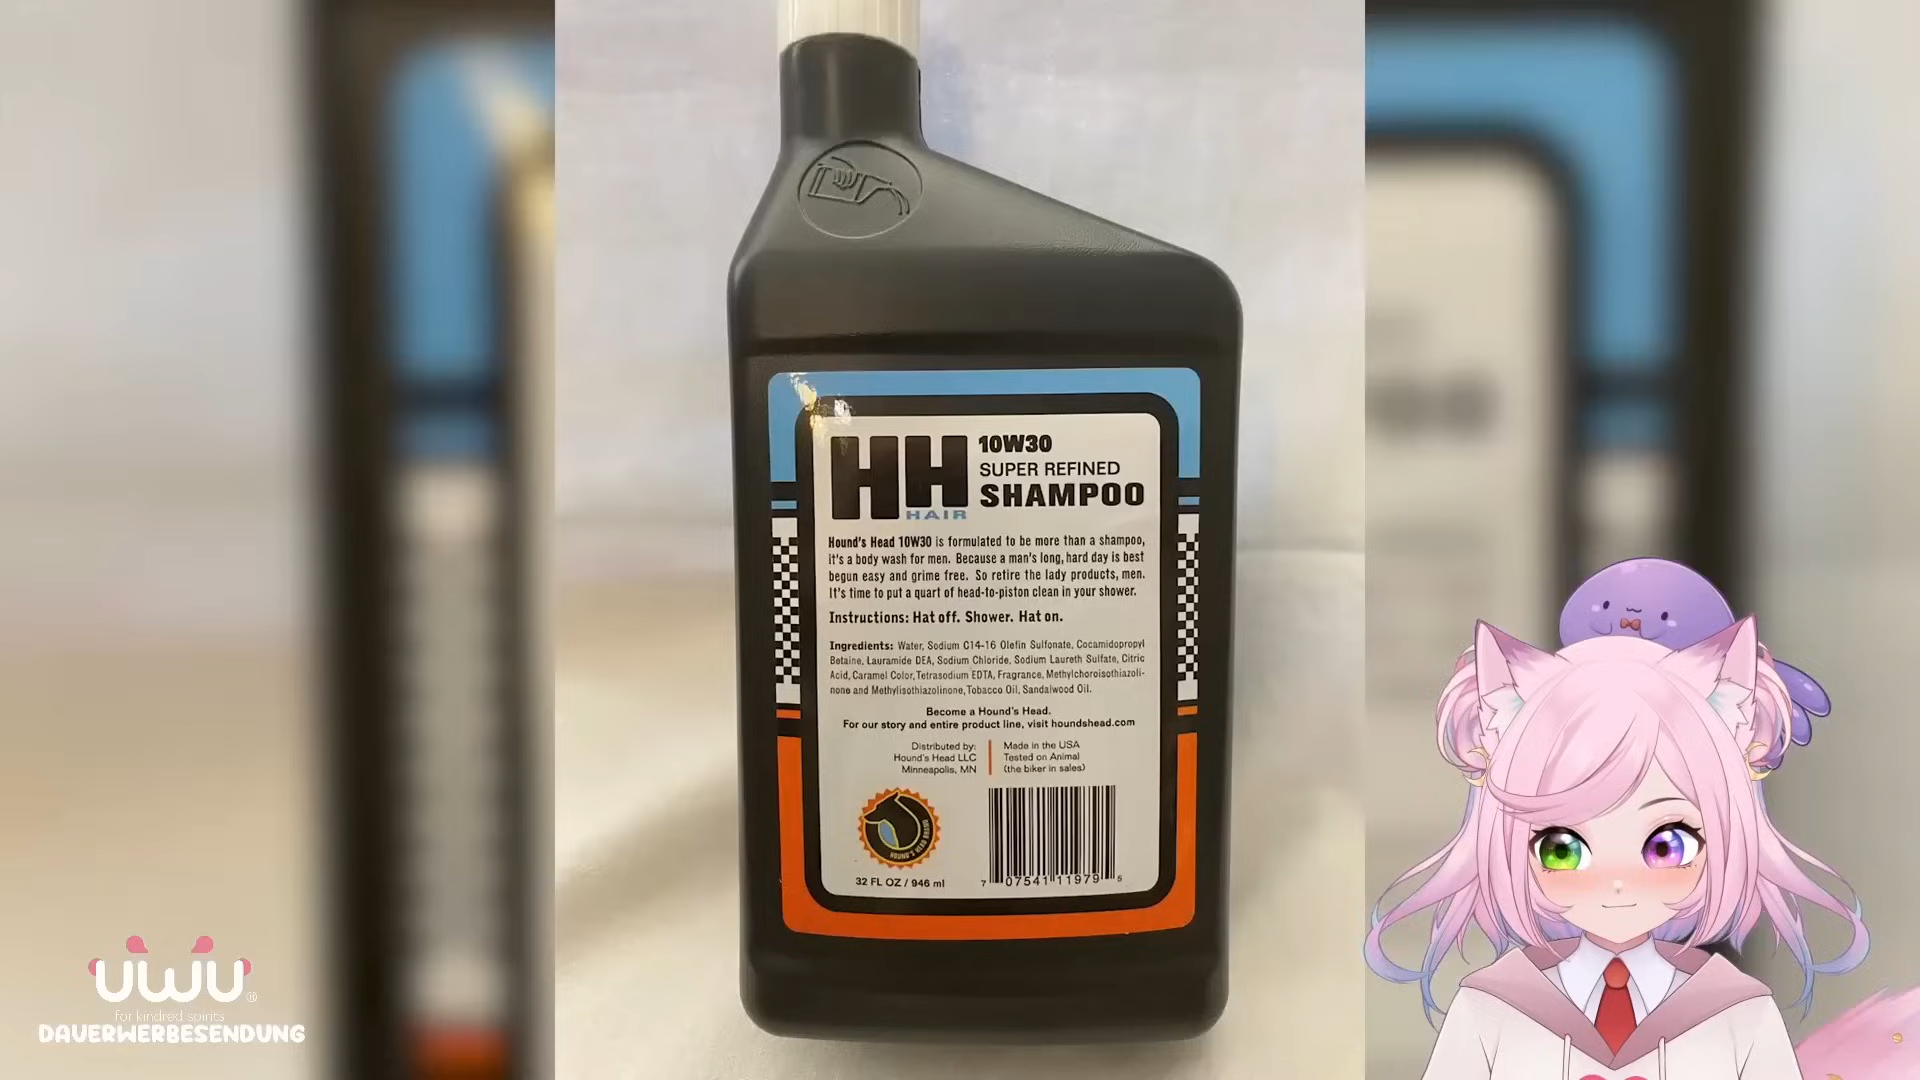 HH
HAIR
10W30
SUPER REFINED
SHAMPOO
Hound's Head 10W30 is formulated to be more than a shampoo,
it's a body wash for men. Because a man's long, hard day is best
begun easy and grime free. So retire the lady products, men.
It's time to put a quart of head-to-piston clean in your shower.
Instructions: Hat off. Shower. Hat on.
Ingredients: Water, Sodium C14-16 Olefin Sulfonate, Cocamidopropyl
Betaine, Lauramide DEA, Sodium Chloride, Sodium Laureth Sulfate, Citric
Acid, Caramel Color, Tetrasodium EDTA, Fragrance, Methylchoroisothiazoli-
none and Methylisothiazolinone, Tobacco Oil, Sandalwood Oil.
Become a Hound's Head.
For our story and entire product line, visit houndshead.com
Distributed by:
Hound's Head LLC
Minneapolis, MN
Made in the USA
Tested on Animal
(the biker in sales)
HOUND'S HEAD BRAND
32 FL OZ / 946 ml
7 07541 11979 5
UWU
for kindred spirits
DAUERWERBESENDUNG